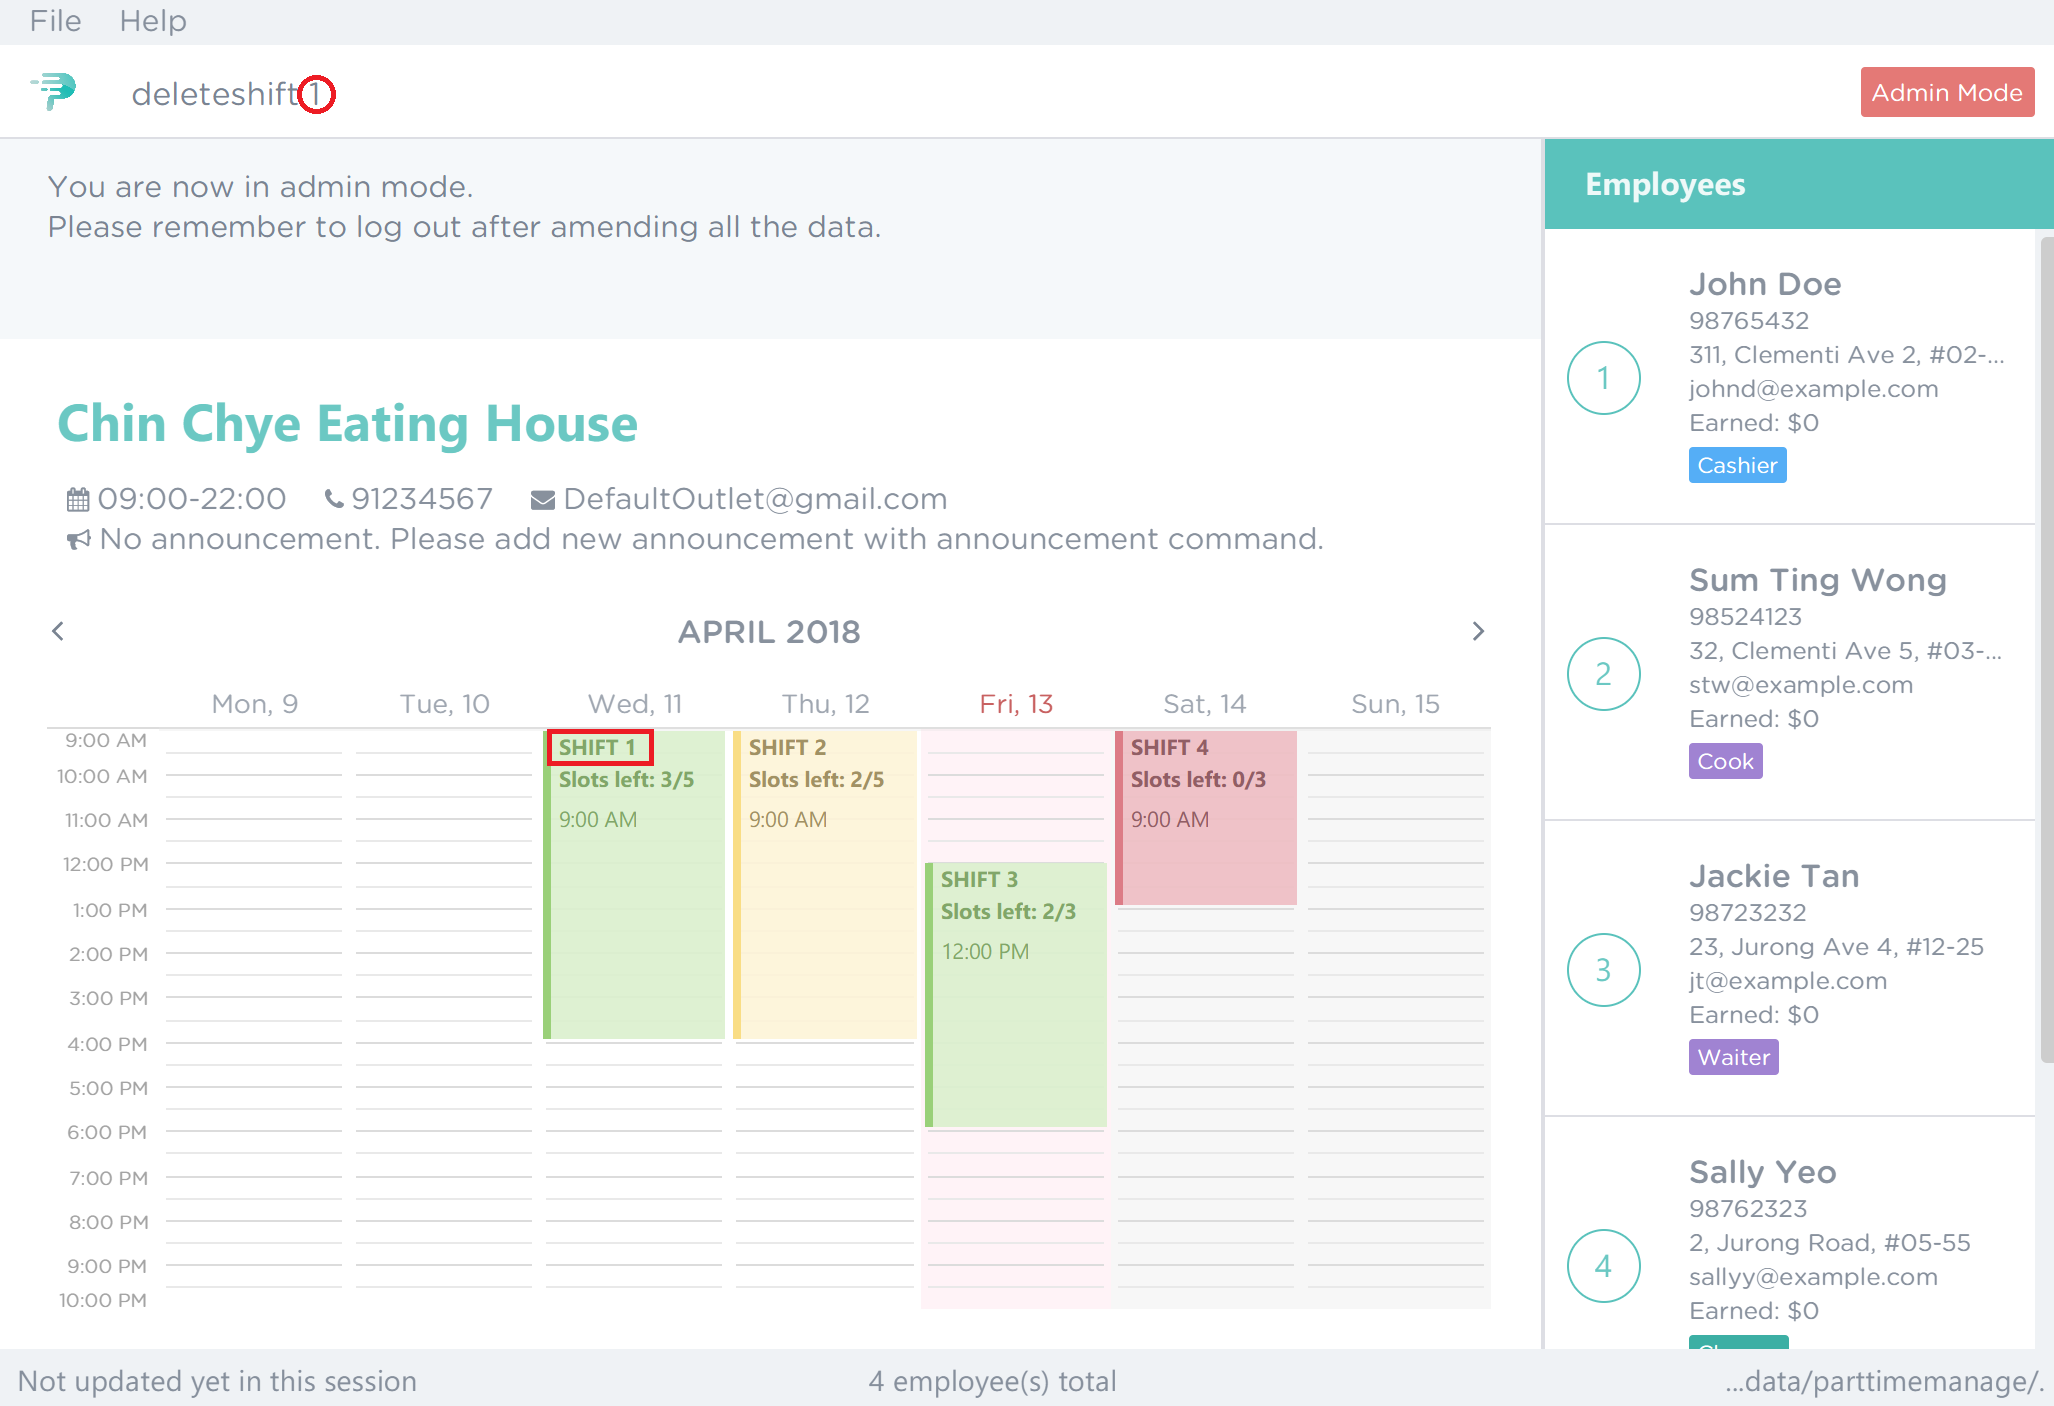 File Help
deleteshift 1
Admin Mode
You are now in admin mode.
Please remember to log out after amending all the data.
Chin Chye Eating House
09:00-22:00 91234567 DefaultOutlet@gmail.com
No announcement. Please add new announcement with announcement command.
APRIL 2018
Mon, 9 Tue, 10 Wed, 11 Thu, 12 Fri, 13 Sat, 14 Sun, 15
9:00 AM
10:00 AM
11:00 AM
12:00 PM
1:00 PM
2:00 PM
3:00 PM
4:00 PM
5:00 PM
6:00 PM
7:00 PM
8:00 PM
9:00 PM
10:00 PM
SHIFT 1
Slots left: 3/5
9:00 AM
SHIFT 2
Slots left: 2/5
9:00 AM
SHIFT 3
Slots left: 2/3
12:00 PM
SHIFT 4
Slots left: 0/3
9:00 AM
Employees
1
John Doe
98765432
311, Clementi Ave 2, #02-...
johnd@example.com
Earned: $0
Cashier
2
Sum Ting Wong
98524123
32, Clementi Ave 5, #03-...
stw@example.com
Earned: $0
Cook
3
Jackie Tan
98723232
23, Jurong Ave 4, #12-25
jt@example.com
Earned: $0
Waiter
4
Sally Yeo
98762323
2, Jurong Road, #05-55
sallyy@example.com
Earned: $0
Not updated yet in this session
4 employee(s) total
...data/parttimemanage/.